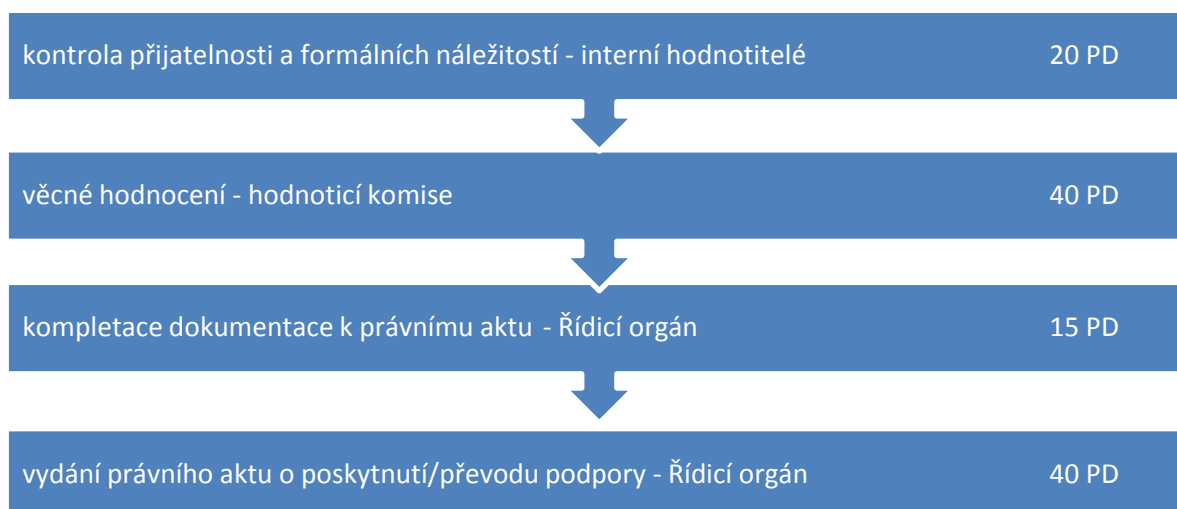 kontrola přijatelnosti a formálních náležitostí - interní hodnotitelé 20 PD
věcné hodnocení - hodnoticí komise 40 PD
kompletace dokumentace k právnímu aktu - Řídicí orgán 15 PD
vydání právního aktu o poskytnutí/převodu podpory - Řídicí orgán 40 PD